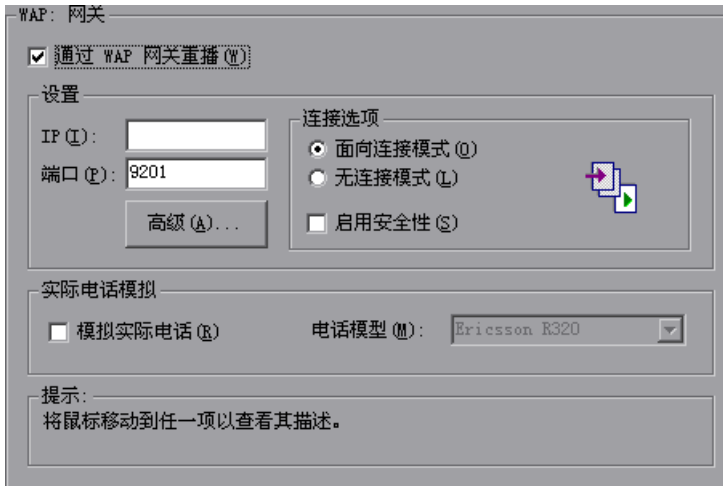 WAP: 网关
通过 WAP 网关重播(W)
设置
IP(I):
端口(P): 9201
高级(A)...
连接选项
面向连接模式(O)
无连接模式(L)
启用安全性(S)
实际电话模拟
模拟实际电话(R)
电话模型(M): Ericsson R320
提示:
将鼠标移动到任一项以查看其描述。